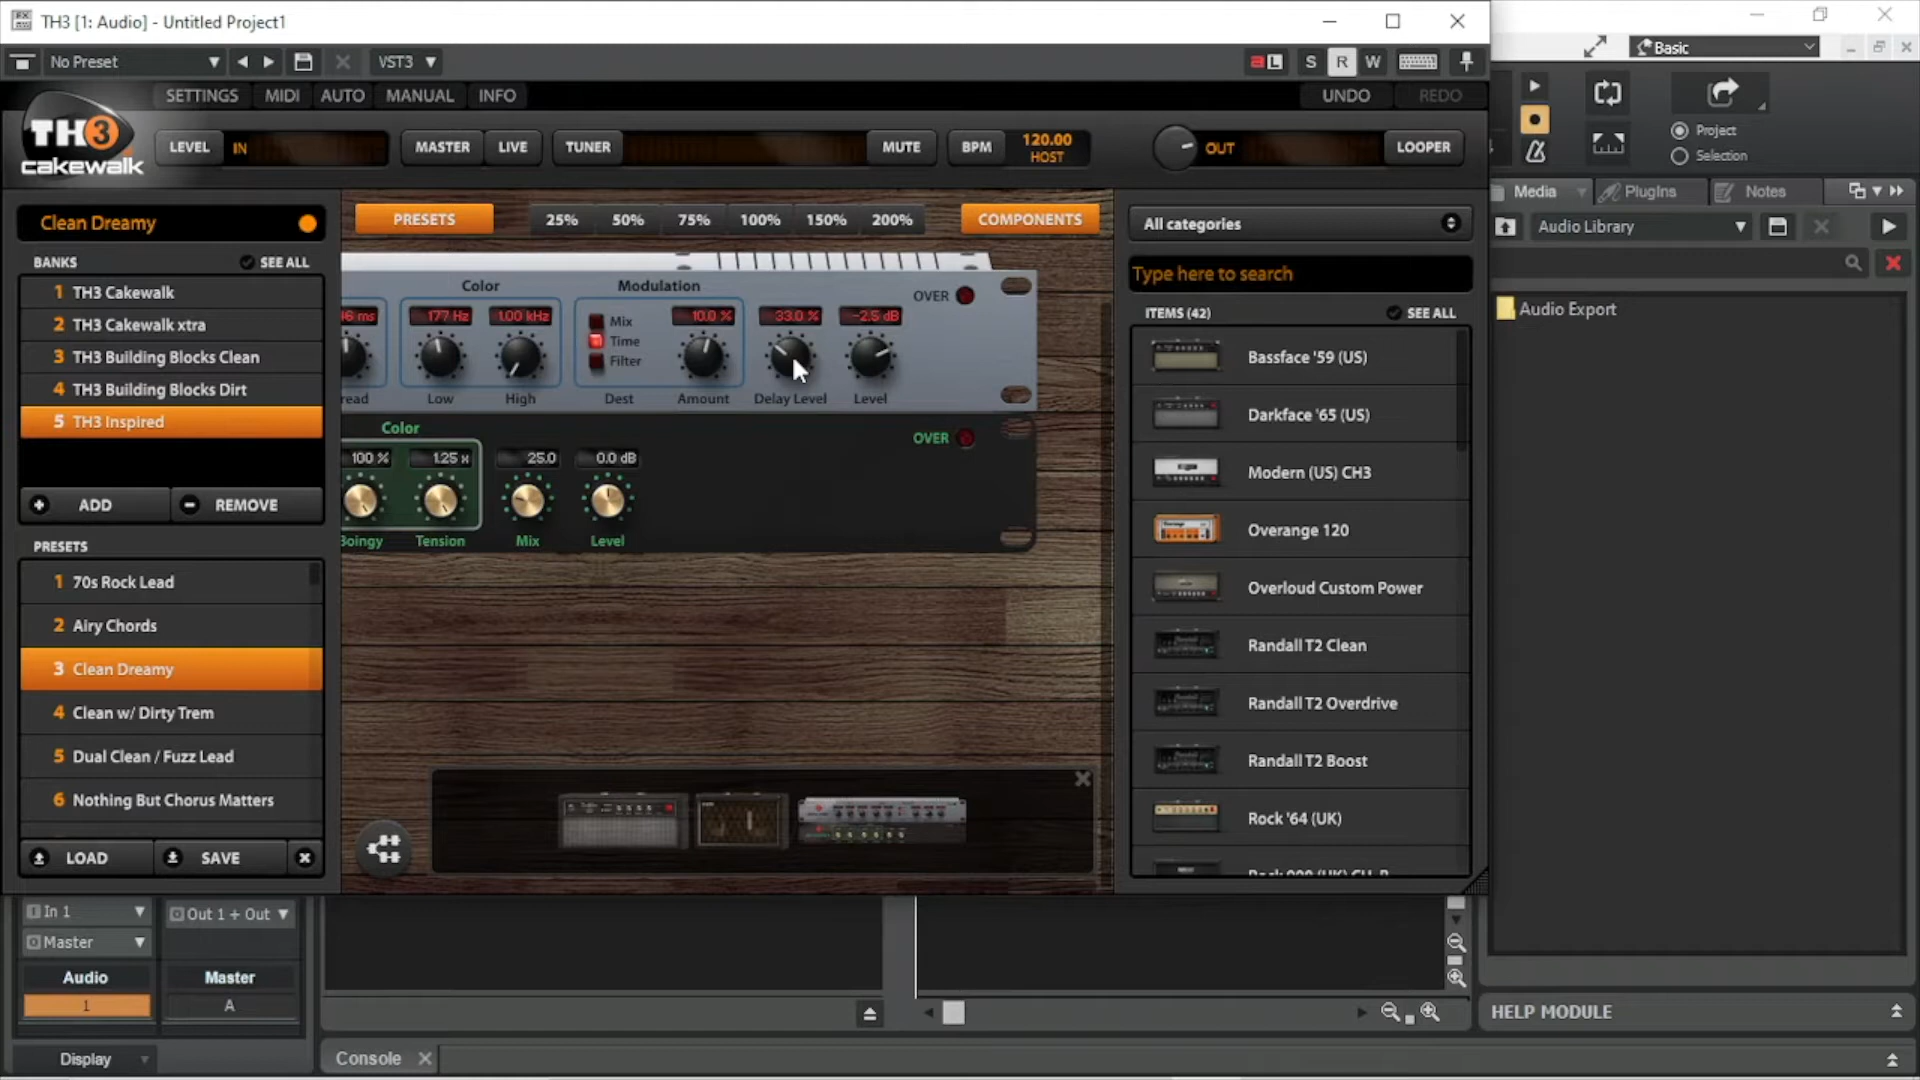 TH3 [1: Audio] - Untitled Project1
Basic
No Preset
VST3
S
R
W
SETTINGS
MIDI
AUTO
MANUAL
INFO
UNDO
REDO
TH3
cakewalk
LEVEL
IN
MASTER
LIVE
TUNER
MUTE
BPM
120.00
HOST
OUT
LOOPER
Project
Selection
Media
PlugIns
Notes
Audio Library
Audio Export
Clean Dreamy
BANKS
SEE ALL
1 TH3 Cakewalk
2 TH3 Cakewalk xtra
3 TH3 Building Blocks Clean
4 TH3 Building Blocks Dirt
5 TH3 Inspired
ADD
REMOVE
PRESETS
1 70s Rock Lead
2 Airy Chords
3 Clean Dreamy
4 Clean w/ Dirty Trem
5 Dual Clean / Fuzz Lead
6 Nothing But Chorus Matters
LOAD
SAVE
PRESETS
25%
50%
75%
100%
150%
200%
COMPONENTS
Color
Modulation
OVER
177 Hz
1.00 kHz
Mix
Time
Filter
10.0 %
33.0 %
-2.5 dB
Low
High
Dest
Amount
Delay Level
Level
Color
OVER
100 %
1.25 x
25.0
0.0 dB
Boingy
Tension
Mix
Level
All categories
Type here to search
ITEMS (42)
SEE ALL
Bassface '59 (US)
Darkface '65 (US)
Modern (US) CH3
Overange 120
Overloud Custom Power
Randall T2 Clean
Randall T2 Overdrive
Randall T2 Boost
Rock '64 (UK)
In 1
Out 1 + Out
Master
Audio
Master
1
A
Display
Console
HELP MODULE